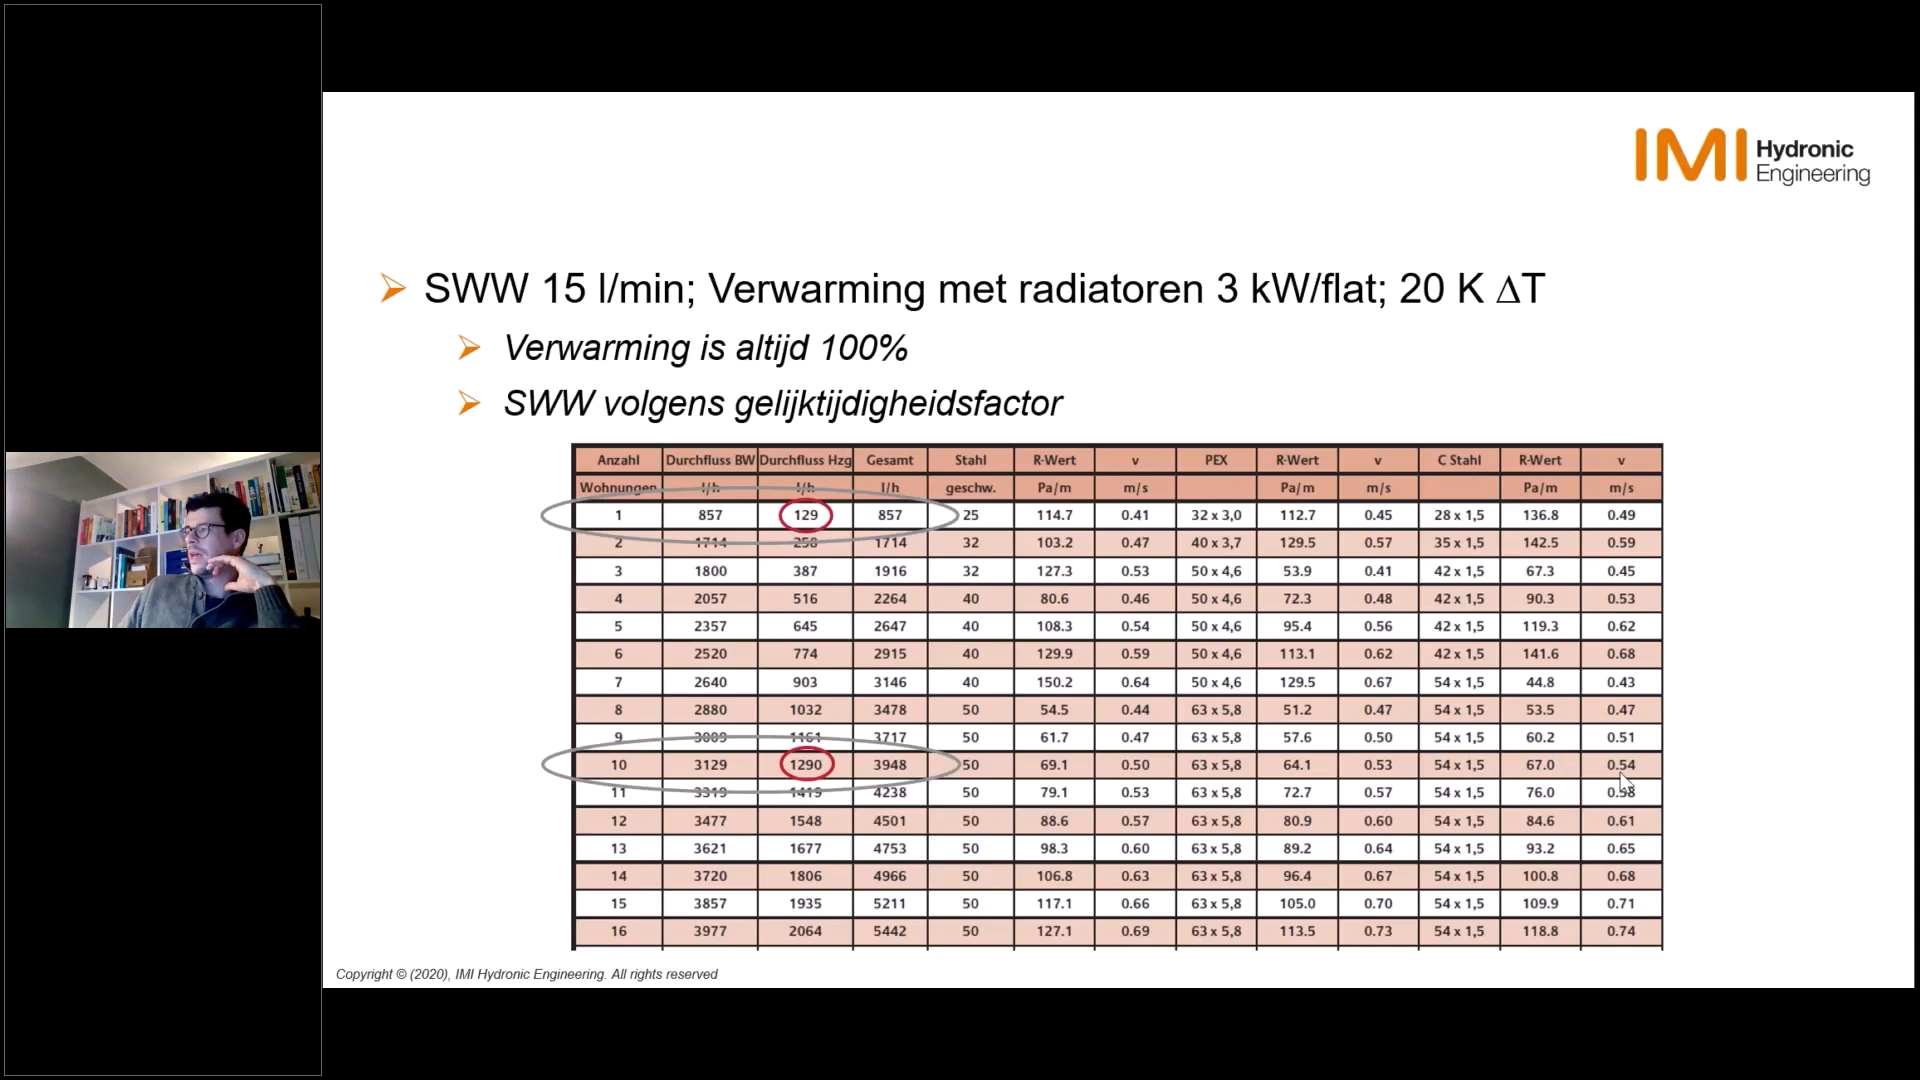 IMI Hydronic
Engineering
SWW 15 l/min; Verwarming met radiatoren 3 kW/flat; 20 K ΔT
Verwarming is altijd 100%
SWW volgens gelijktijdigheidsfactor
Anzahl Durchfluss BW Durchfluss Hzg Gesamt Stahl R-Wert v PEX R-Wert v C Stahl R-Wert v
Wohnungen l/h l/h l/h geschw. Pa/m m/s Pa/m m/s Pa/m m/s
1 857 129 857 25 114.7 0.41 32 x 3,0 112.7 0.45 28 x 1,5 136.8 0.49
2 1714 258 1714 32 103.2 0.47 40 x 3,7 129.5 0.57 35 x 1,5 142.5 0.59
3 1800 387 1916 32 127.3 0.53 50 x 4,6 53.9 0.41 42 x 1,5 67.3 0.45
4 2057 516 2264 40 80.6 0.46 50 x 4,6 72.3 0.48 42 x 1,5 90.3 0.53
5 2357 645 2647 40 108.3 0.54 50 x 4,6 95.4 0.56 42 x 1,5 119.3 0.62
6 2520 774 2915 40 129.9 0.59 50 x 4,6 113.1 0.62 42 x 1,5 141.6 0.68
7 2640 903 3146 40 150.2 0.64 50 x 4,6 129.5 0.67 54 x 1,5 44.8 0.43
8 2880 1032 3478 50 54.5 0.44 63 x 5,8 51.2 0.47 54 x 1,5 53.5 0.47
9 3009 1161 3717 50 61.7 0.47 63 x 5,8 57.6 0.50 54 x 1,5 60.2 0.51
10 3129 1290 3948 50 69.1 0.50 63 x 5,8 64.1 0.53 54 x 1,5 67.0 0.54
11 3319 1419 4238 50 79.1 0.53 63 x 5,8 72.7 0.57 54 x 1,5 76.0 0.58
12 3477 1548 4501 50 88.6 0.57 63 x 5,8 80.9 0.60 54 x 1,5 84.6 0.61
13 3621 1677 4753 50 98.3 0.60 63 x 5,8 89.2 0.64 54 x 1,5 93.2 0.65
14 3720 1806 4966 50 106.8 0.63 63 x 5,8 96.4 0.67 54 x 1,5 100.8 0.68
15 3857 1935 5211 50 117.1 0.66 63 x 5,8 105.0 0.70 54 x 1,5 109.9 0.71
16 3977 2064 5442 50 127.1 0.69 63 x 5,8 113.5 0.73 54 x 1,5 118.8 0.74
Copyright © (2020), IMI Hydronic Engineering. All rights reserved